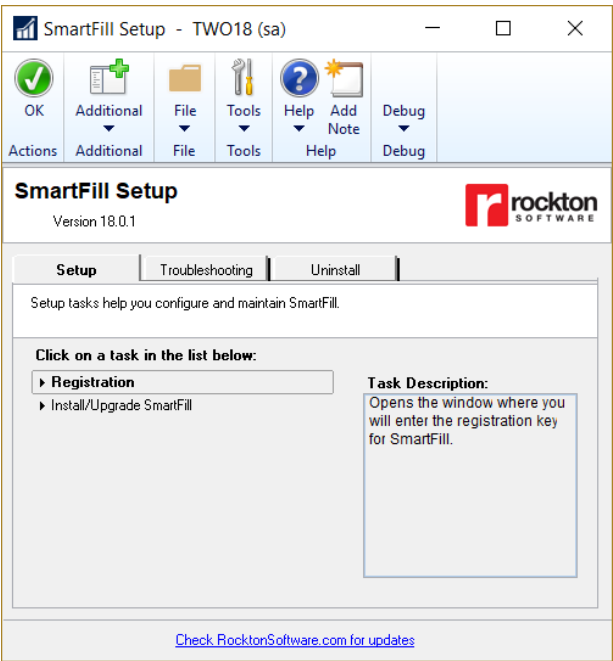 SmartFill Setup - TWO18 (sa)
OK
Additional
File
Tools
Help
Add
Note
Debug
Actions
Additional
File
Tools
Help
Debug
SmartFill Setup
Version 18.0.1
rockton
SOFTWARE
Setup
Troubleshooting
Uninstall
Setup tasks help you configure and maintain SmartFill.
Click on a task in the list below:
Registration
Install/Upgrade SmartFill
Task Description:
Opens the window where you
will enter the registration key
for SmartFill.
Check RocktonSoftware.com for updates